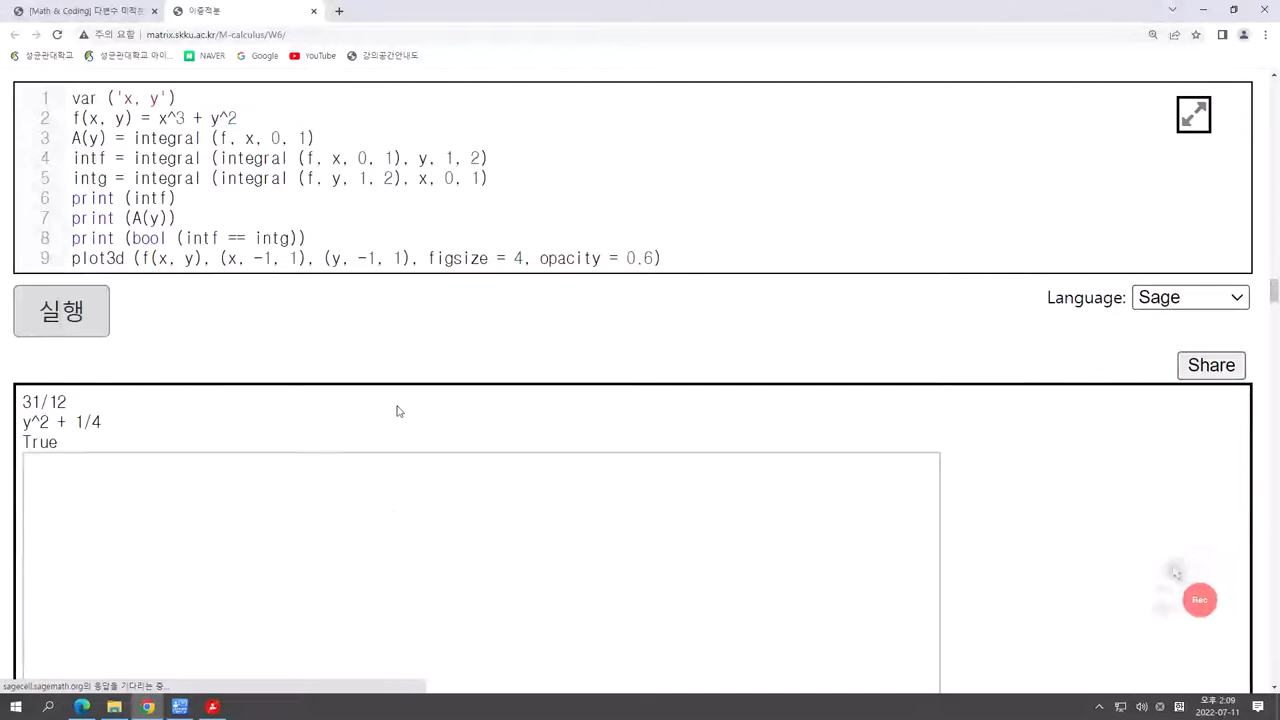 [Math & Coding] 다변수 미적분
이중적분
주의 요함
matrix.skku.ac.kr/M-calculus/W6/
성균관대학교
성균관대학교 아이...
NAVER
Google
YouTube
강의공간안내도
1 var ('x, y')
2 f(x, y) = x^3 + y^2
3 A(y) = integral (f, x, 0, 1)
4 intf = integral (integral (f, x, 0, 1), y, 1, 2)
5 intg = integral (integral (f, y, 1, 2), x, 0, 1)
6 print (intf)
7 print (A(y))
8 print (bool (intf == intg))
9 plot3d (f(x, y), (x, -1, 1), (y, -1, 1), figsize = 4, opacity = 0.6)
실행
Language: Sage
Share
31/12
y^2 + 1/4
True
Rec
sagecell.sagemath.org의 응답을 기다리는 중...
오후 2:09
2022-07-11